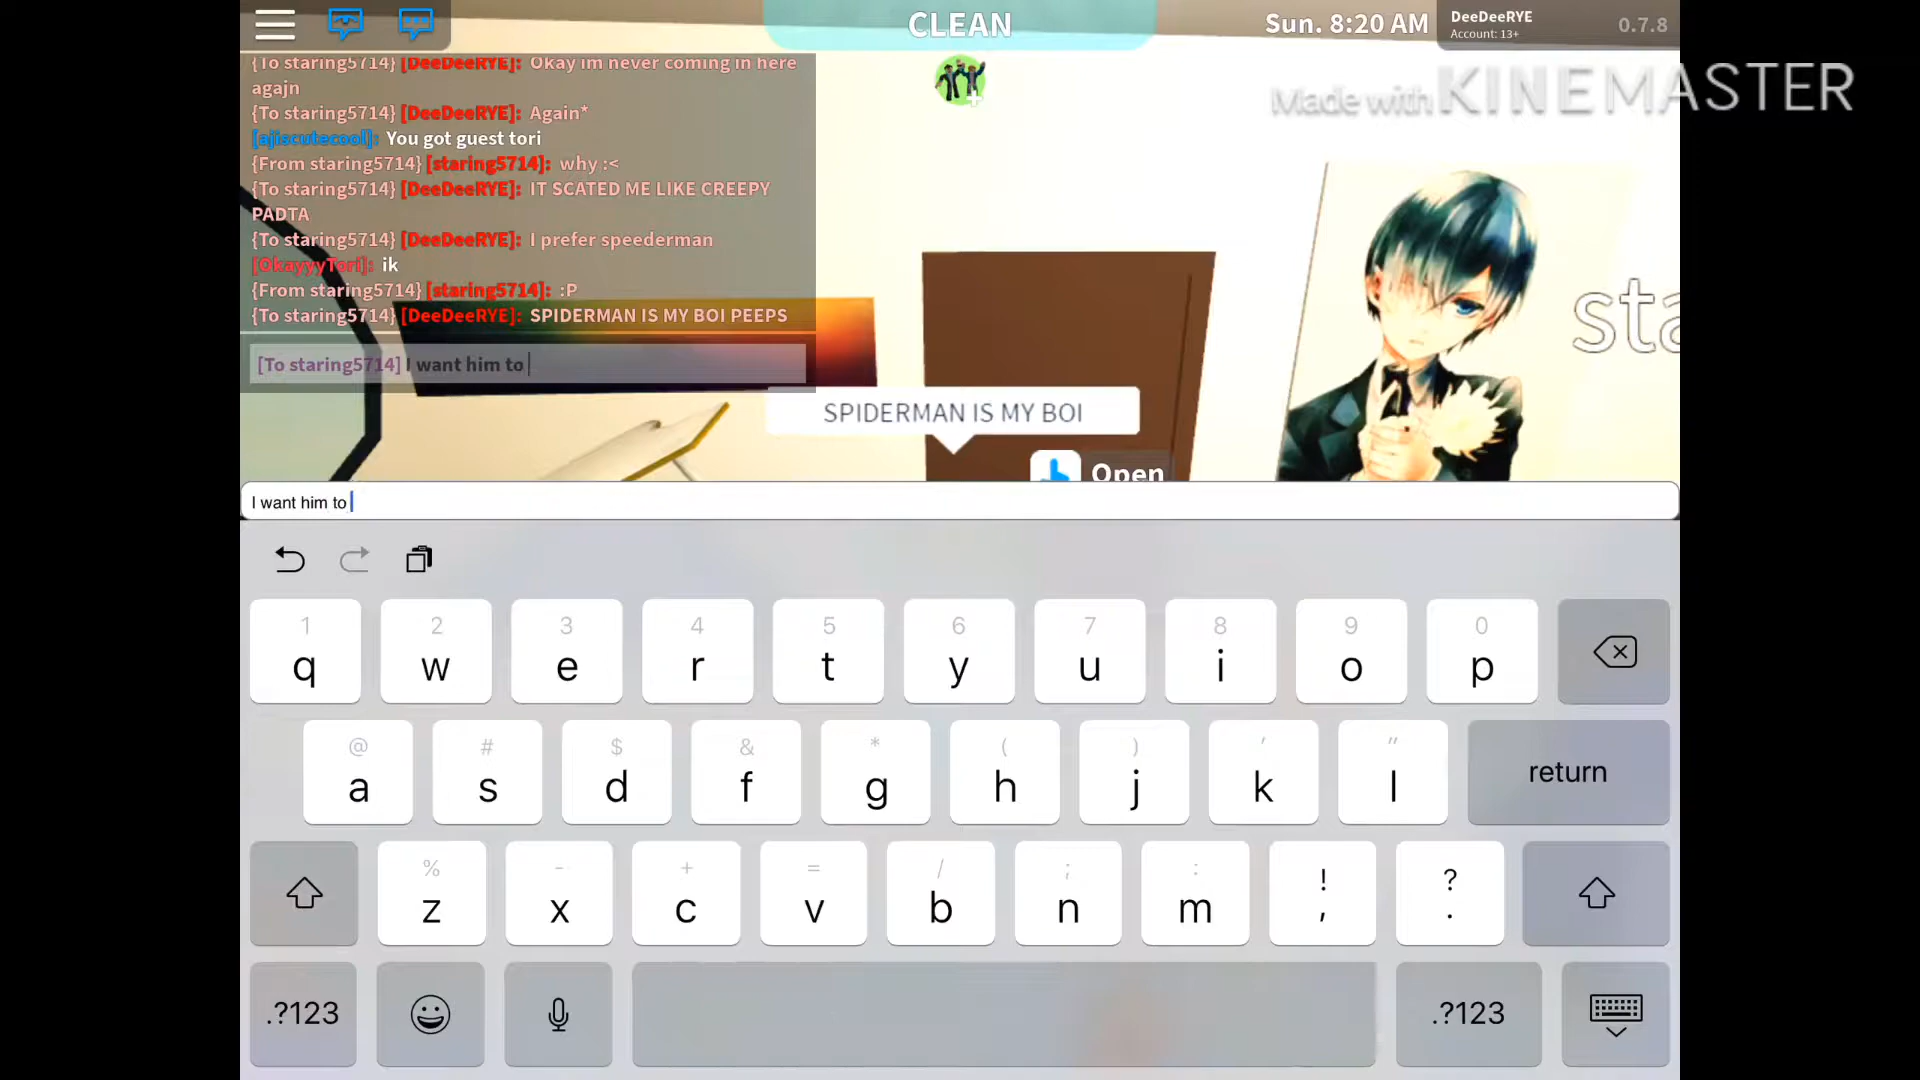 CLEAN
Sun. 8:20 AM
DeeDeeRYE
Account: 13+
0.7.8
Made with KINEMASTER
{To staring5714} [DeeDeeRYE]: Okay im never coming in here
agajn
{To staring5714} [DeeDeeRYE]: Again*
[ajiscutecool]: You got guest tori
{From staring5714} [staring5714]: why :<
{To staring5714} [DeeDeeRYE]: IT SCATED ME LIKE CREEPY
PADTA
{To staring5714} [DeeDeeRYE]: I prefer speederman
[OkayyyTori]: ik
{From staring5714} [staring5714]: :P
{To staring5714} [DeeDeeRYE]: SPIDERMAN IS MY BOI PEEPS
[To staring5714] I want him to
sta
SPIDERMAN IS MY BOI
Open
I want him to
1 2 3 4 5 6 7 8 9 0
q w e r t y u i o p
@ # $ & * ( ) ' "
a s d f g h j k l return
% - + = / ; : ! ?
z x c v b n m , .
.?123 .?123